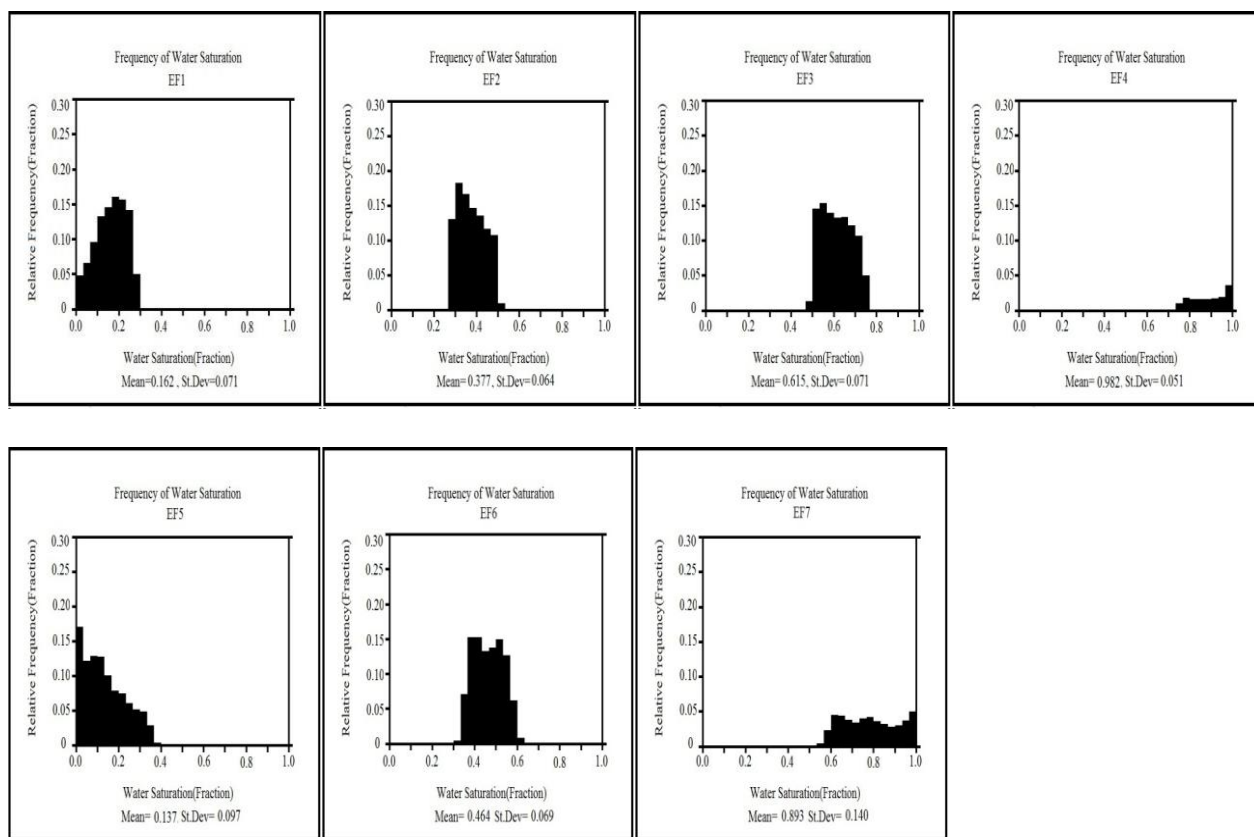 Frequency of Water Saturation
EF1
Relative Frequency(Fraction)
0.30
0.25
0.20
0.15
0.10
0.05
0
0.0 0.2 0.4 0.6 0.8 1.0
Water Saturation(Fraction)
Mean=0.162 , St.Dev=0.071
Frequency of Water Saturation
EF2
Relative Frequency(Fraction)
0.30
0.25
0.20
0.15
0.10
0.05
0
0.0 0.2 0.4 0.6 0.8 1.0
Water Saturation(Fraction)
Mean= 0.377, St.Dev= 0.064
Frequency of Water Saturation
EF3
Relative Frequency(Fraction)
0.30
0.25
0.20
0.15
0.10
0.05
0
0.0 0.2 0.4 0.6 0.8 1.0
Water Saturation(Fraction)
Mean= 0.615, St.Dev= 0.071
Frequency of Water Saturation
EF4
Relative Frequency(Fraction)
0.30
0.25
0.20
0.15
0.10
0.05
0
0.0 0.2 0.4 0.6 0.8 1.0
Water Saturation(Fraction)
Mean= 0.982. St.Dev= 0.051
Frequency of Water Saturation
EF5
Relative Frequency(Fraction)
0.30
0.25
0.20
0.15
0.10
0.05
0
0.0 0.2 0.4 0.6 0.8 1.0
Water Saturation(Fraction)
Mean= 0.137. St.Dev= 0.097
Frequency of Water Saturation
EF6
Relative Frequency(Fraction)
0.30
0.25
0.20
0.15
0.10
0.05
0
0.0 0.2 0.4 0.6 0.8 1.0
Water Saturation(Fraction)
Mean= 0.464 St.Dev= 0.069
Frequency of Water Saturation
EF7
Relative Frequency(Fraction)
0.30
0.25
0.20
0.15
0.10
0.05
0
0.0 0.2 0.4 0.6 0.8 1.0
Water Saturation(Fraction)
Mean= 0.893 St.Dev= 0.140